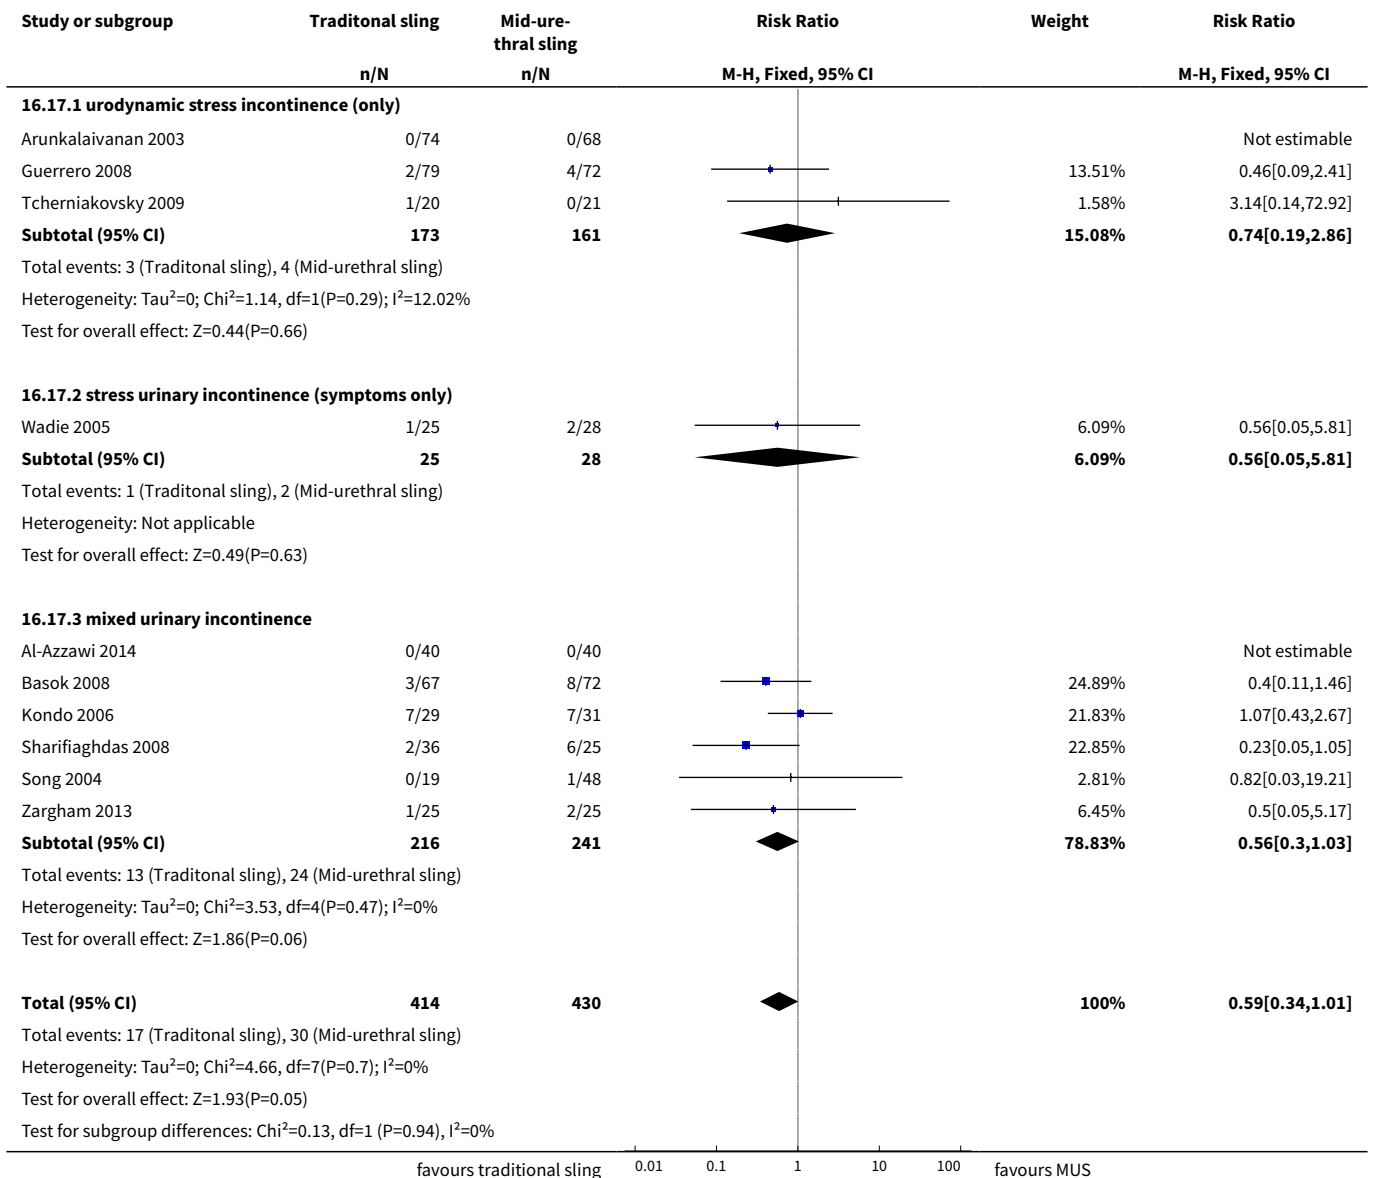 Study or subgroup Traditonal sling Mid-ure- Risk Ratio Weight Risk Ratio
thral sling
n/N n/N M-H, Fixed, 95% CI M-H, Fixed, 95% CI
16.17.1 urodynamic stress incontinence (only)
Arunkalaivanan 2003 0/74 0/68 Not estimable
Guerrero 2008 2/79 4/72 13.51% 0.46[0.09,2.41]
Tcherniakovsky 2009 1/20 0/21 1.58% 3.14[0.14,72.92]
Subtotal (95% CI) 173 161 15.08% 0.74[0.19,2.86]
Total events: 3 (Traditonal sling), 4 (Mid-urethral sling)
Heterogeneity: Tau²=0; Chi²=1.14, df=1(P=0.29); I²=12.02%
Test for overall effect: Z=0.44(P=0.66)
16.17.2 stress urinary incontinence (symptoms only)
Wadie 2005 1/25 2/28 6.09% 0.56[0.05,5.81]
Subtotal (95% CI) 25 28 6.09% 0.56[0.05,5.81]
Total events: 1 (Traditonal sling), 2 (Mid-urethral sling)
Heterogeneity: Not applicable
Test for overall effect: Z=0.49(P=0.63)
16.17.3 mixed urinary incontinence
Al-Azzawi 2014 0/40 0/40 Not estimable
Basok 2008 3/67 8/72 24.89% 0.4[0.11,1.46]
Kondo 2006 7/29 7/31 21.83% 1.07[0.43,2.67]
Sharifiaghdas 2008 2/36 6/25 22.85% 0.23[0.05,1.05]
Song 2004 0/19 1/48 2.81% 0.82[0.03,19.21]
Zargham 2013 1/25 2/25 6.45% 0.5[0.05,5.17]
Subtotal (95% CI) 216 241 78.83% 0.56[0.3,1.03]
Total events: 13 (Traditonal sling), 24 (Mid-urethral sling)
Heterogeneity: Tau²=0; Chi²=3.53, df=4(P=0.47); I²=0%
Test for overall effect: Z=1.86(P=0.06)
Total (95% CI) 414 430 100% 0.59[0.34,1.01]
Total events: 17 (Traditonal sling), 30 (Mid-urethral sling)
Heterogeneity: Tau²=0; Chi²=4.66, df=7(P=0.7); I²=0%
Test for overall effect: Z=1.93(P=0.05)
Test for subgroup differences: Chi²=0.13, df=1 (P=0.94), I²=0%
favours traditional sling 0.01 0.1 1 10 100 favours MUS